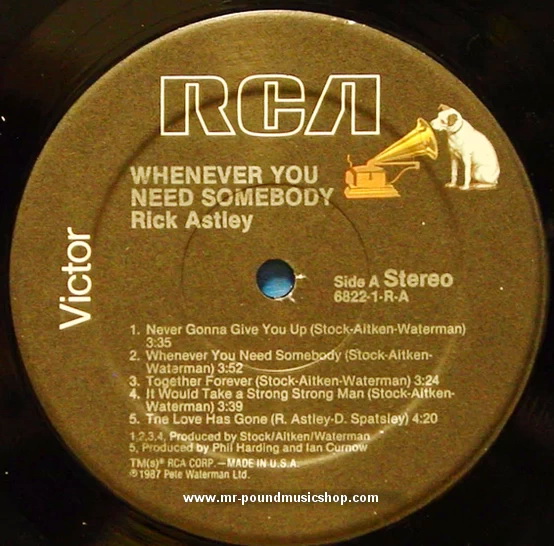 RCA
WHENEVER YOU
NEED SOMEBODY
Rick Astley
Victor
Side A Stereo
6822-1-R-A
1. Never Gonna Give You Up (Stock-Aitken-Waterman)
3:35
2. Whenever You Need Somebody (Stock-Aitken-
Waterman) 3:52
3. Together Forever (Stock-Aitken-Waterman) 3:24
4. It Would Take a Strong Strong Man (Stock-Aitken-
Waterman) 3:39
5. The Love Has Gone (R. Astley-D. Spatsley) 4:20
1,2,3,4, Produced by Stock/Aitken/Waterman
5, Produced by Phil Harding and Ian Curnow
TM(s)® RCA CORP.—MADE IN U.S.A.
℗1987 Pete Waterman Ltd.
www.mr-poundmusicshop.com